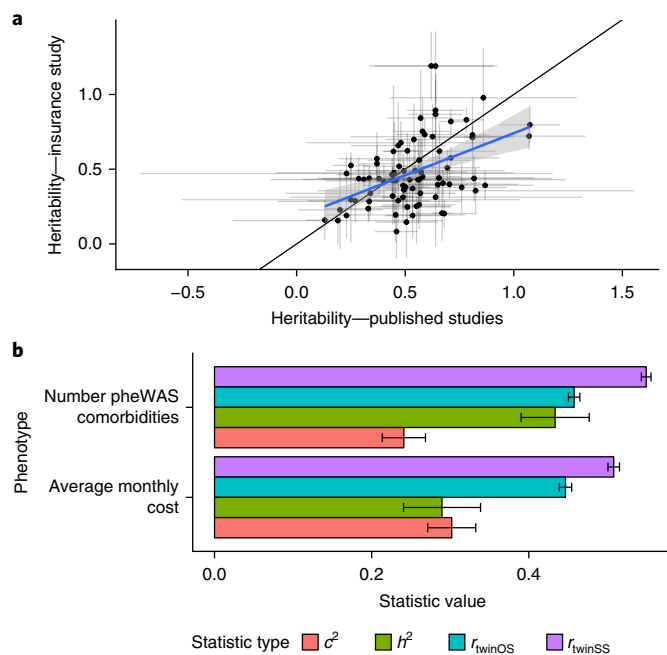 a
Heritability—insurance study
1.0
0.5
0.0
−0.5
0.0
0.5
1.0
1.5
Heritability—published studies
b
Phenotype
Number pheWAS
comorbidities
Average monthly
cost
0.0
0.2
0.4
Statistic value
Statistic type
c²
h²
r_twinOS
r_twinSS